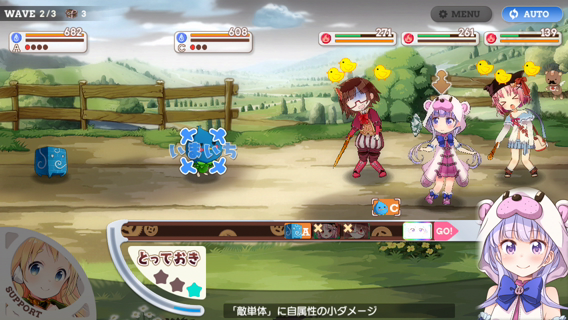 WAVE 2/3 3
MENU
AUTO
682
A
608
C
271
261
139
いまいち
C
A
GO!
とっておき
SUPPORT
「敵単体」に自属性の小ダメージ